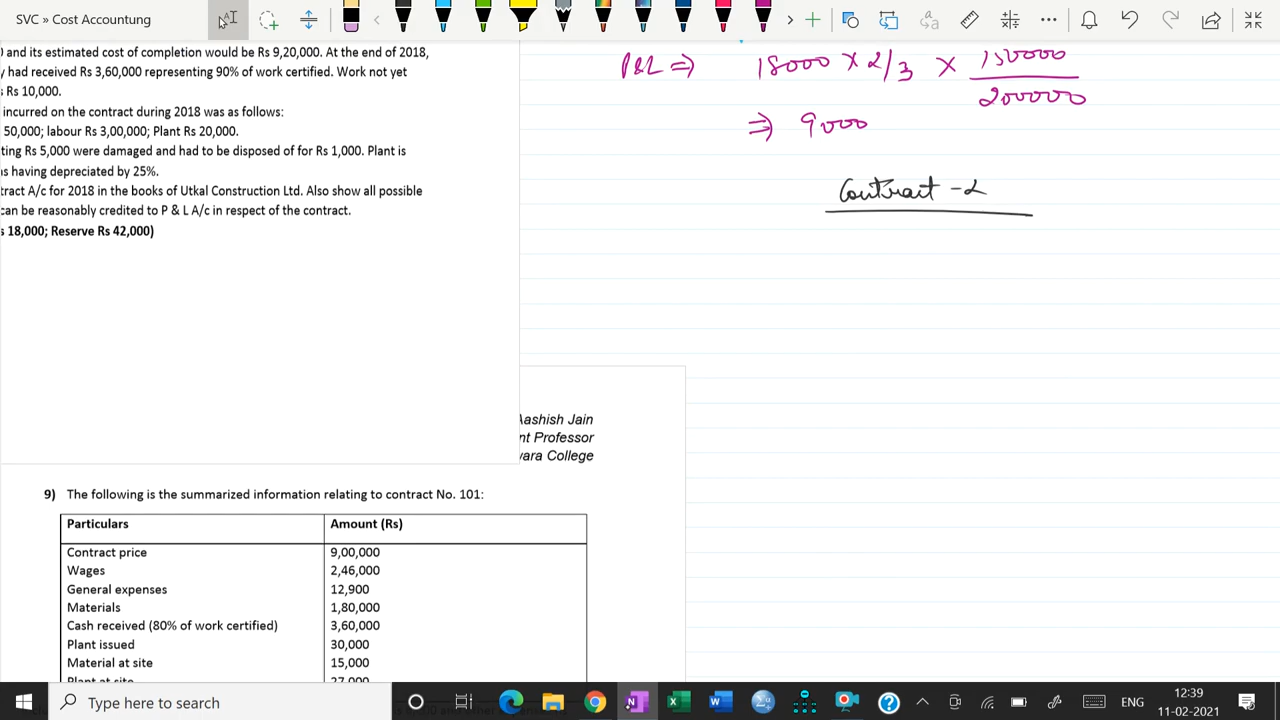 SVC » Cost Accountung
) and its estimated cost of completion would be Rs 9,20,000. At the end of 2018,
y had received Rs 3,60,000 representing 90% of work certified. Work not yet
s Rs 10,000.
incurred on the contract during 2018 was as follows:
50,000; labour Rs 3,00,000; Plant Rs 20,000.
ting Rs 5,000 were damaged and had to be disposed of for Rs 1,000. Plant is
as having depreciated by 25%.
tract A/c for 2018 in the books of Utkal Construction Ltd. Also show all possible
can be reasonably credited to P & L A/c in respect of the contract.
s 18,000; Reserve Rs 42,000)
P&L ⇒ 18000 × 2/3 × 150000
200000
⇒ 9000
Contract - 2
Aashish Jain
nt Professor
vara College
9) The following is the summarized information relating to contract No. 101:
Particulars Amount (Rs)
Contract price 9,00,000
Wages 2,46,000
General expenses 12,900
Materials 1,80,000
Cash received (80% of work certified) 3,60,000
Plant issued 30,000
Material at site 15,000
Plant at site 27,000
Type here to search
ENG
12:39
11-02-2021